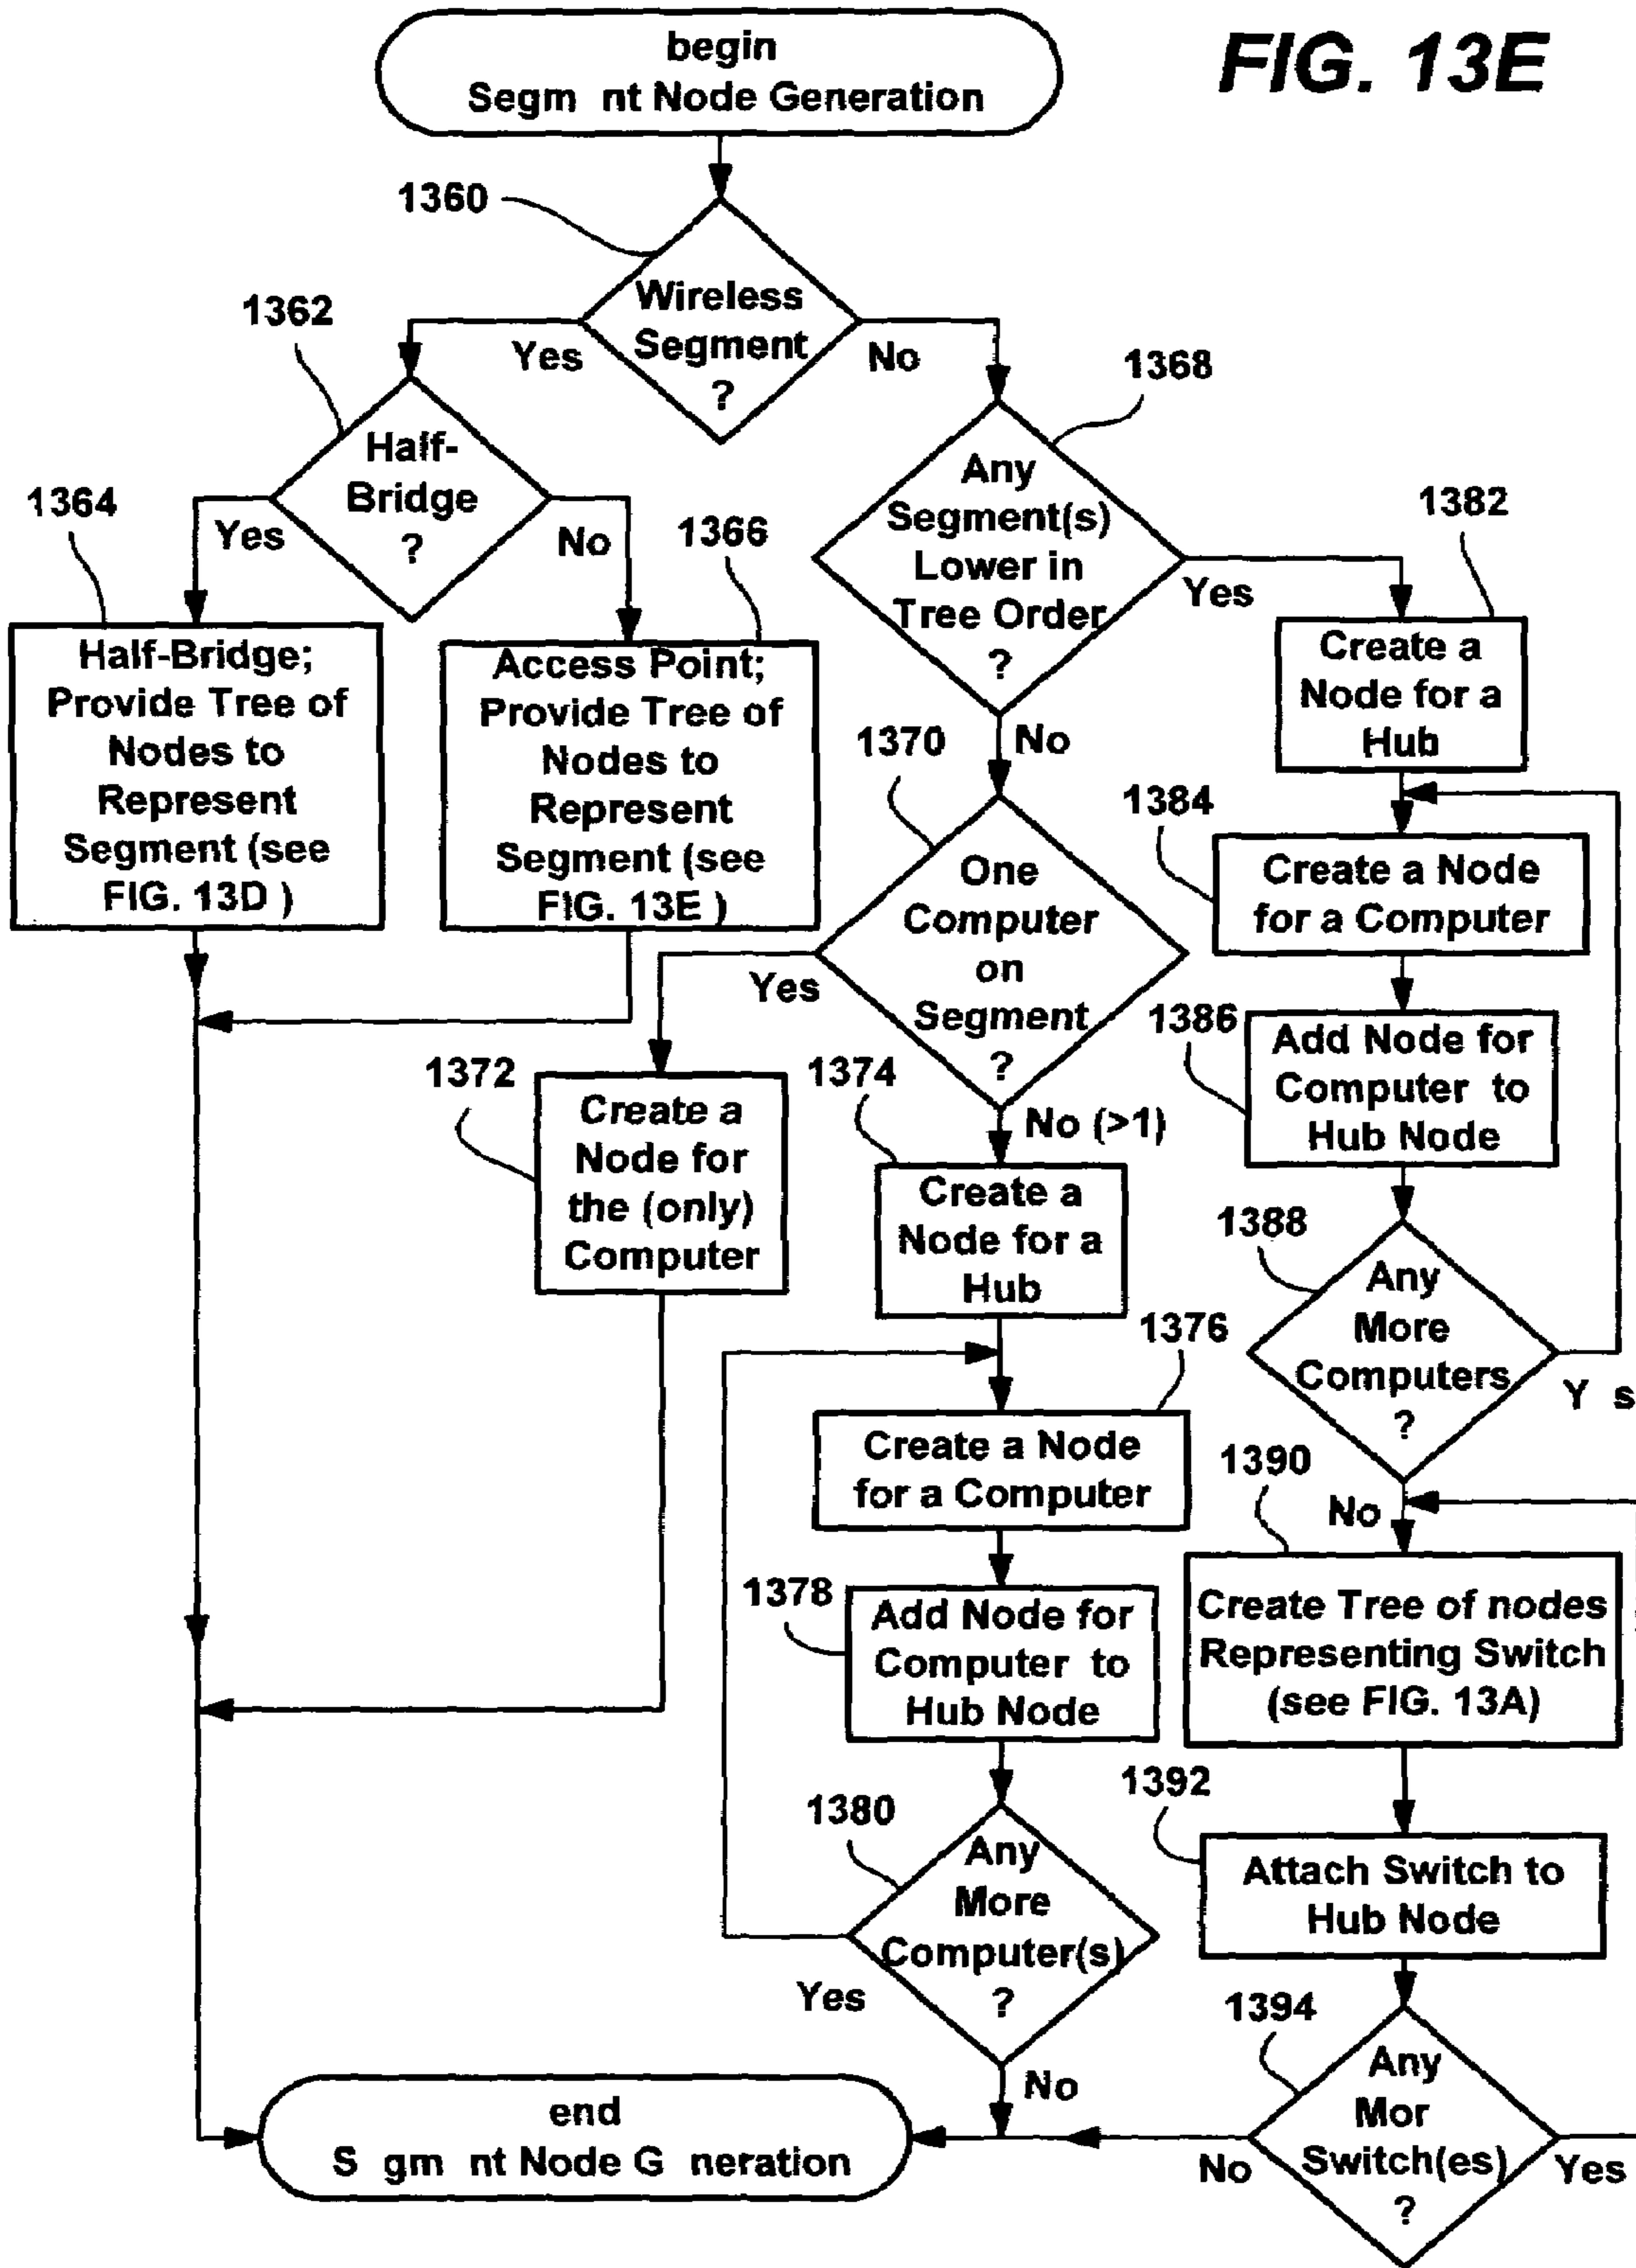 FIG. 13E
begin
Segm nt Node Generation
1360
Wireless
Segment
?
Yes
No
1362
Half-
Bridge
?
Yes
No
1364
Half-Bridge;
Provide Tree of
Nodes to
Represent
Segment (see
FIG. 13D )
1366
Access Point;
Provide Tree of
Nodes to
Represent
Segment (see
FIG. 13E )
1368
Any
Segment(s)
Lower in
Tree Order
?
Yes
No
1370
One
Computer
on
Segment
?
Yes
No (>1)
1372
Create a
Node for
the (only)
Computer
1374
Create a
Node for a
Hub
1376
Create a Node
for a Computer
1378
Add Node for
Computer to
Hub Node
1380
Any
More
Computer(s)
?
Yes
No
1382
Create a
Node for a
Hub
1384
Create a Node
for a Computer
1386
Add Node for
Computer to
Hub Node
1388
Any
More
Computers
?
Y s
No
1390
Create Tree of nodes
Representing Switch
(see FIG. 13A)
1392
Attach Switch to
Hub Node
1394
Any
Mor
Switch(es)
?
No
Yes
end
S gm nt Node G neration